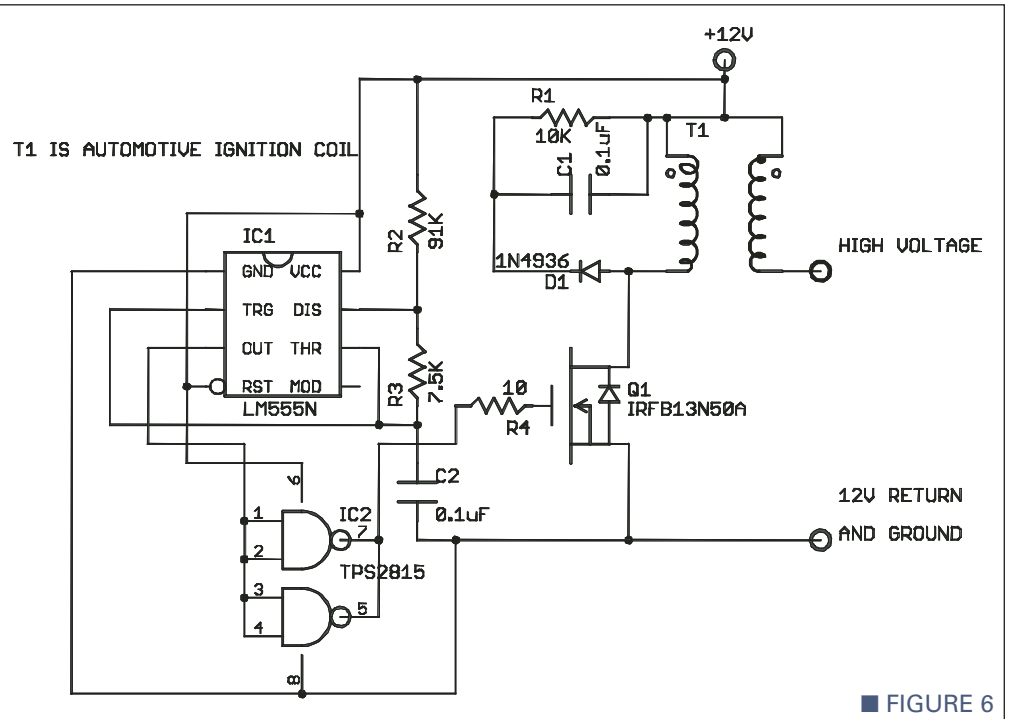 +12V
R1
10K
C1
0.1uF
T1
T1 IS AUTOMOTIVE IGNITION COIL
R2
91K
IC1
GND VCC
TRG DIS
OUT THR
RST MOD
LM555N
1N4936
D1
HIGH VOLTAGE
R3
7.5K
10
R4
Q1
IRFB13N50A
C2
0.1uF
12V RETURN
AND GROUND
6
1
2
IC2
7
TPS2815
3
4
5
8
FIGURE 6